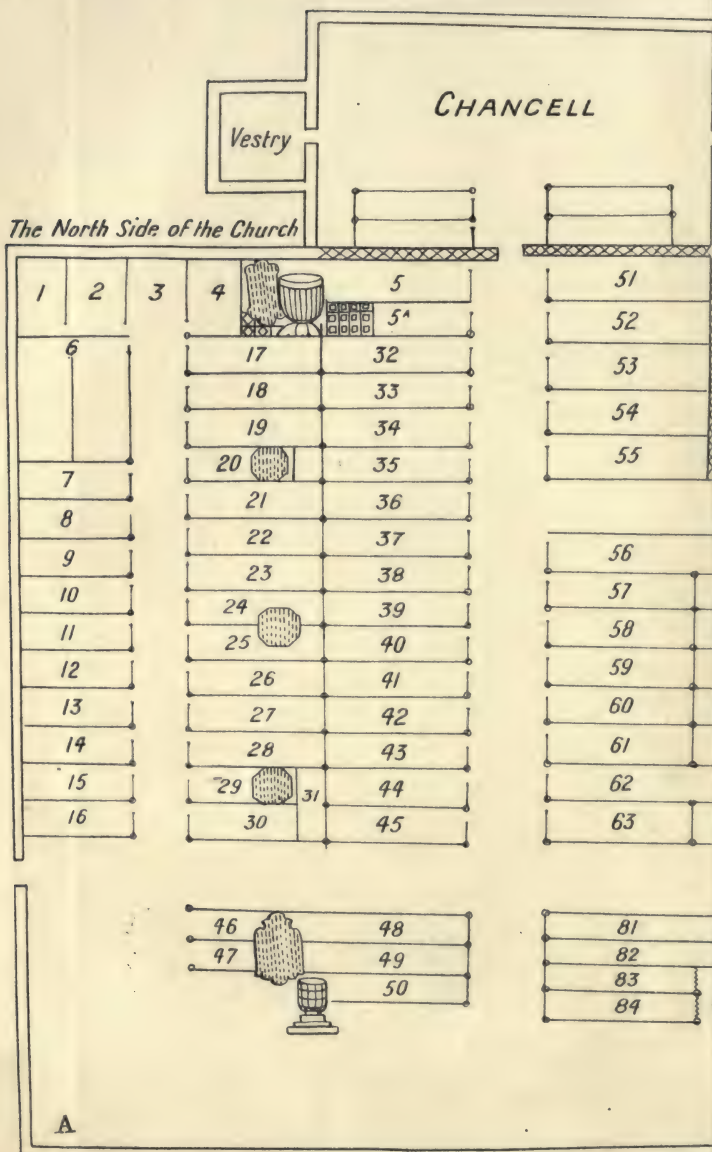 CHANCELL
Vestry
The North Side of the Church
1 2 3 4 5 51
5A 52
6 17 32 53
18 33 54
19 34 55
20 35
7 21 36
8 22 37 56
9 23 38 57
10 24 39 58
11 25 40 59
12 26 41 60
13 27 42 61
14 28 43 62
15 29 31 44 63
16 30 45
46 48 81
47 49 82
50 83
84
A